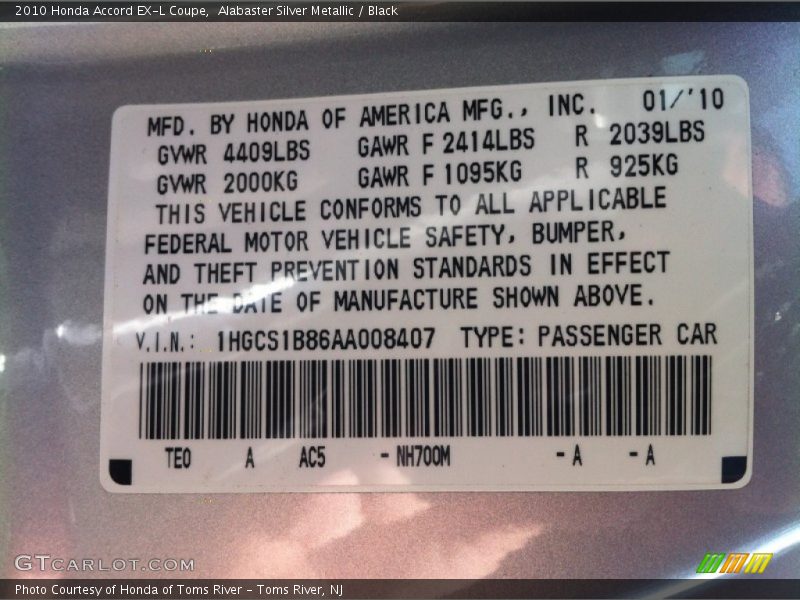 2010 Honda Accord EX-L Coupe,  Alabaster Silver Metallic / Black
MFD. BY HONDA OF AMERICA MFG., INC. 01/'10
GVWR 4409LBS GAWR F 2414LBS R 2039LBS
GVWR 2000KG GAWR F 1095KG R 925KG
THIS VEHICLE CONFORMS TO ALL APPLICABLE
FEDERAL MOTOR VEHICLE SAFETY, BUMPER,
AND THEFT PREVENTION STANDARDS IN EFFECT
ON THE DATE OF MANUFACTURE SHOWN ABOVE.
V.I.N.: 1HGCS1B86AA008407 TYPE: PASSENGER CAR
TE0 A AC5 - NH700M - A - A
GTCARLOT.COM
Photo Courtesy of Honda of Toms River - Toms River, NJ